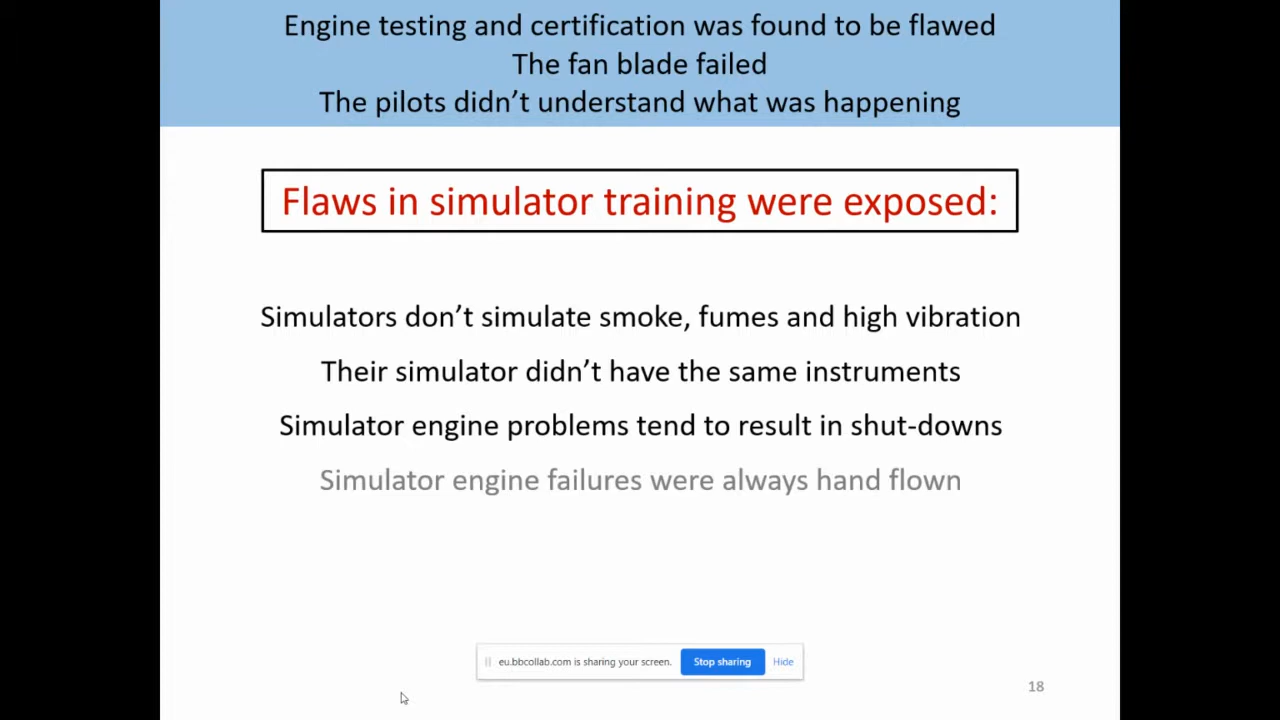 Engine testing and certification was found to be flawed
The fan blade failed
The pilots didn’t understand what was happening
Flaws in simulator training were exposed:
Simulators don’t simulate smoke, fumes and high vibration
Their simulator didn’t have the same instruments
Simulator engine problems tend to result in shut-downs
Simulator engine failures were always hand flown
eu.bbcollab.com is sharing your screen. Stop sharing Hide
18